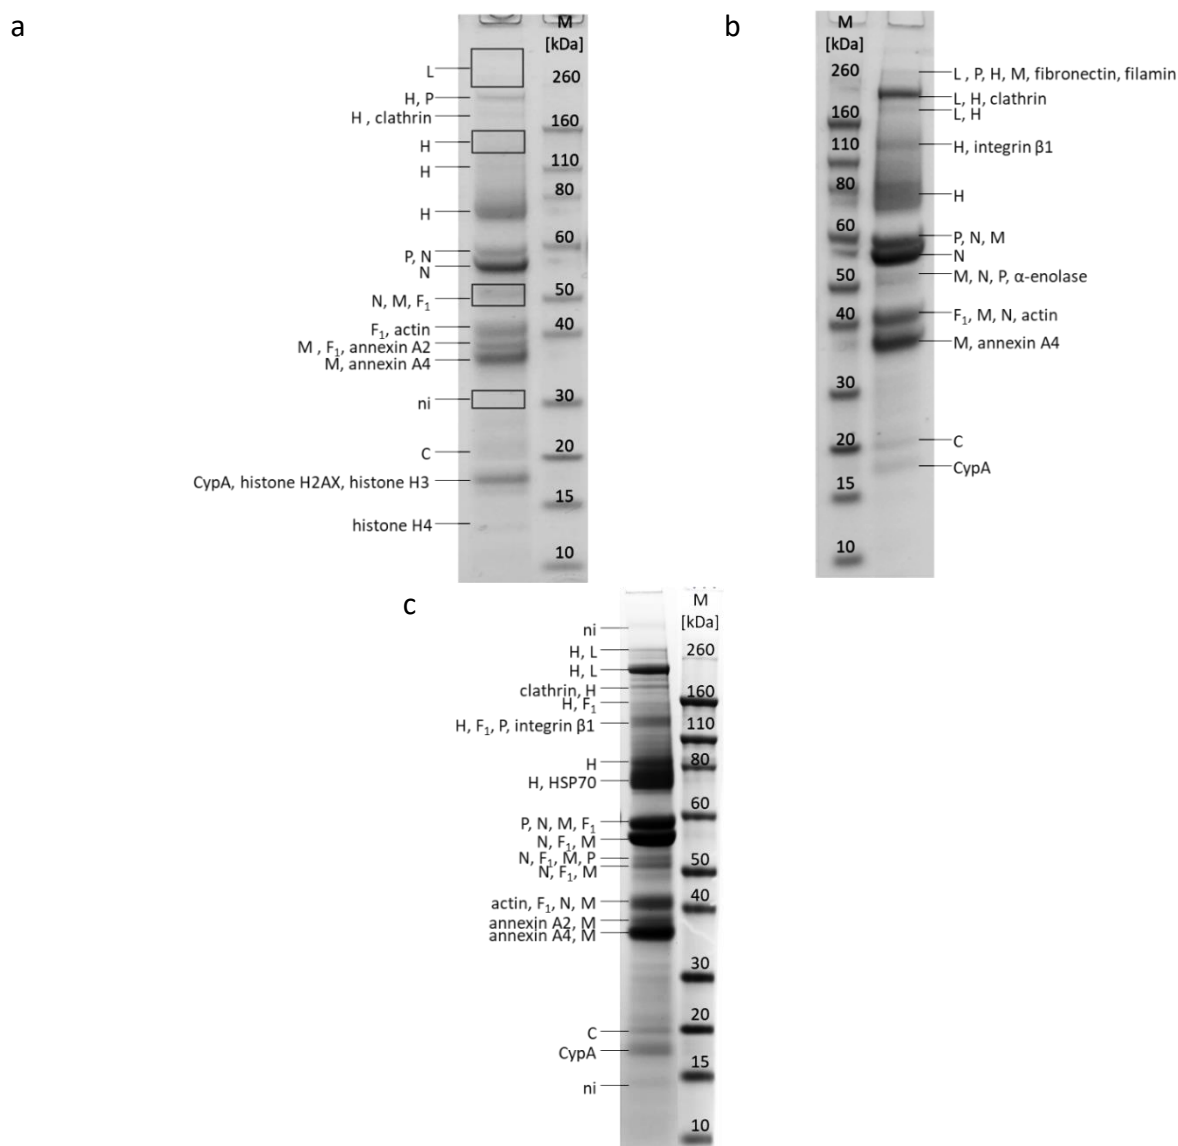 a
M
[kDa]
260
160
110
80
60
50
40
30
20
15
10
L
H, P
H , clathrin
H
H
H
P, N
N
N, M, F₁
F₁, actin
M , F₁, annexin A2
M, annexin A4
ni
C
CypA, histone H2AX, histone H3
histone H4
b
M
[kDa]
260
160
110
80
60
50
40
30
20
15
10
L , P, H, M, fibronectin, filamin
L, H, clathrin
L, H
H, integrin β1
H
P, N, M
N
M, N, P, α-enolase
F₁, M, N, actin
M, annexin A4
C
CypA
c
M
[kDa]
260
160
110
80
60
50
40
30
20
15
10
ni
H, L
H, L
clathrin, H
H, F₁
H, F₁, P, integrin β1
H
H, HSP70
P, N, M, F₁
N, F₁, M
N, F₁, M, P
N, F₁, M
actin, F₁, N, M
annexin A2, M
annexin A4, M
C
CypA
ni